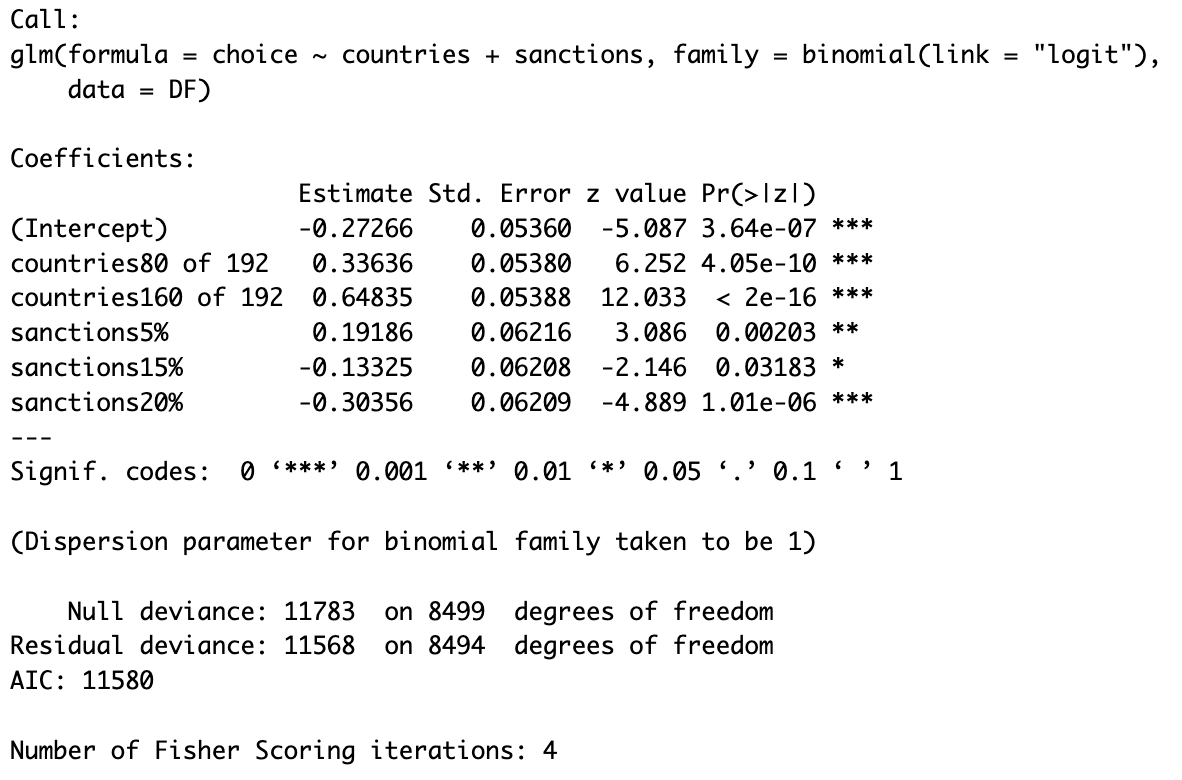 Call:
glm(formula = choice ~ countries + sanctions, family = binomial(link = "logit"),
    data = DF)

Coefficients:
                    Estimate Std. Error z value Pr(>|z|)
(Intercept)         -0.27266    0.05360  -5.087 3.64e-07 ***
countries80 of 192   0.33636    0.05380   6.252 4.05e-10 ***
countries160 of 192  0.64835    0.05388  12.033  < 2e-16 ***
sanctions5%          0.19186    0.06216   3.086  0.00203 **
sanctions15%        -0.13325    0.06208  -2.146  0.03183 *
sanctions20%        -0.30356    0.06209  -4.889 1.01e-06 ***
---
Signif. codes:  0 ‘***’ 0.001 ‘**’ 0.01 ‘*’ 0.05 ‘.’ 0.1 ‘ ’ 1

(Dispersion parameter for binomial family taken to be 1)

    Null deviance: 11783  on 8499  degrees of freedom
Residual deviance: 11568  on 8494  degrees of freedom
AIC: 11580

Number of Fisher Scoring iterations: 4